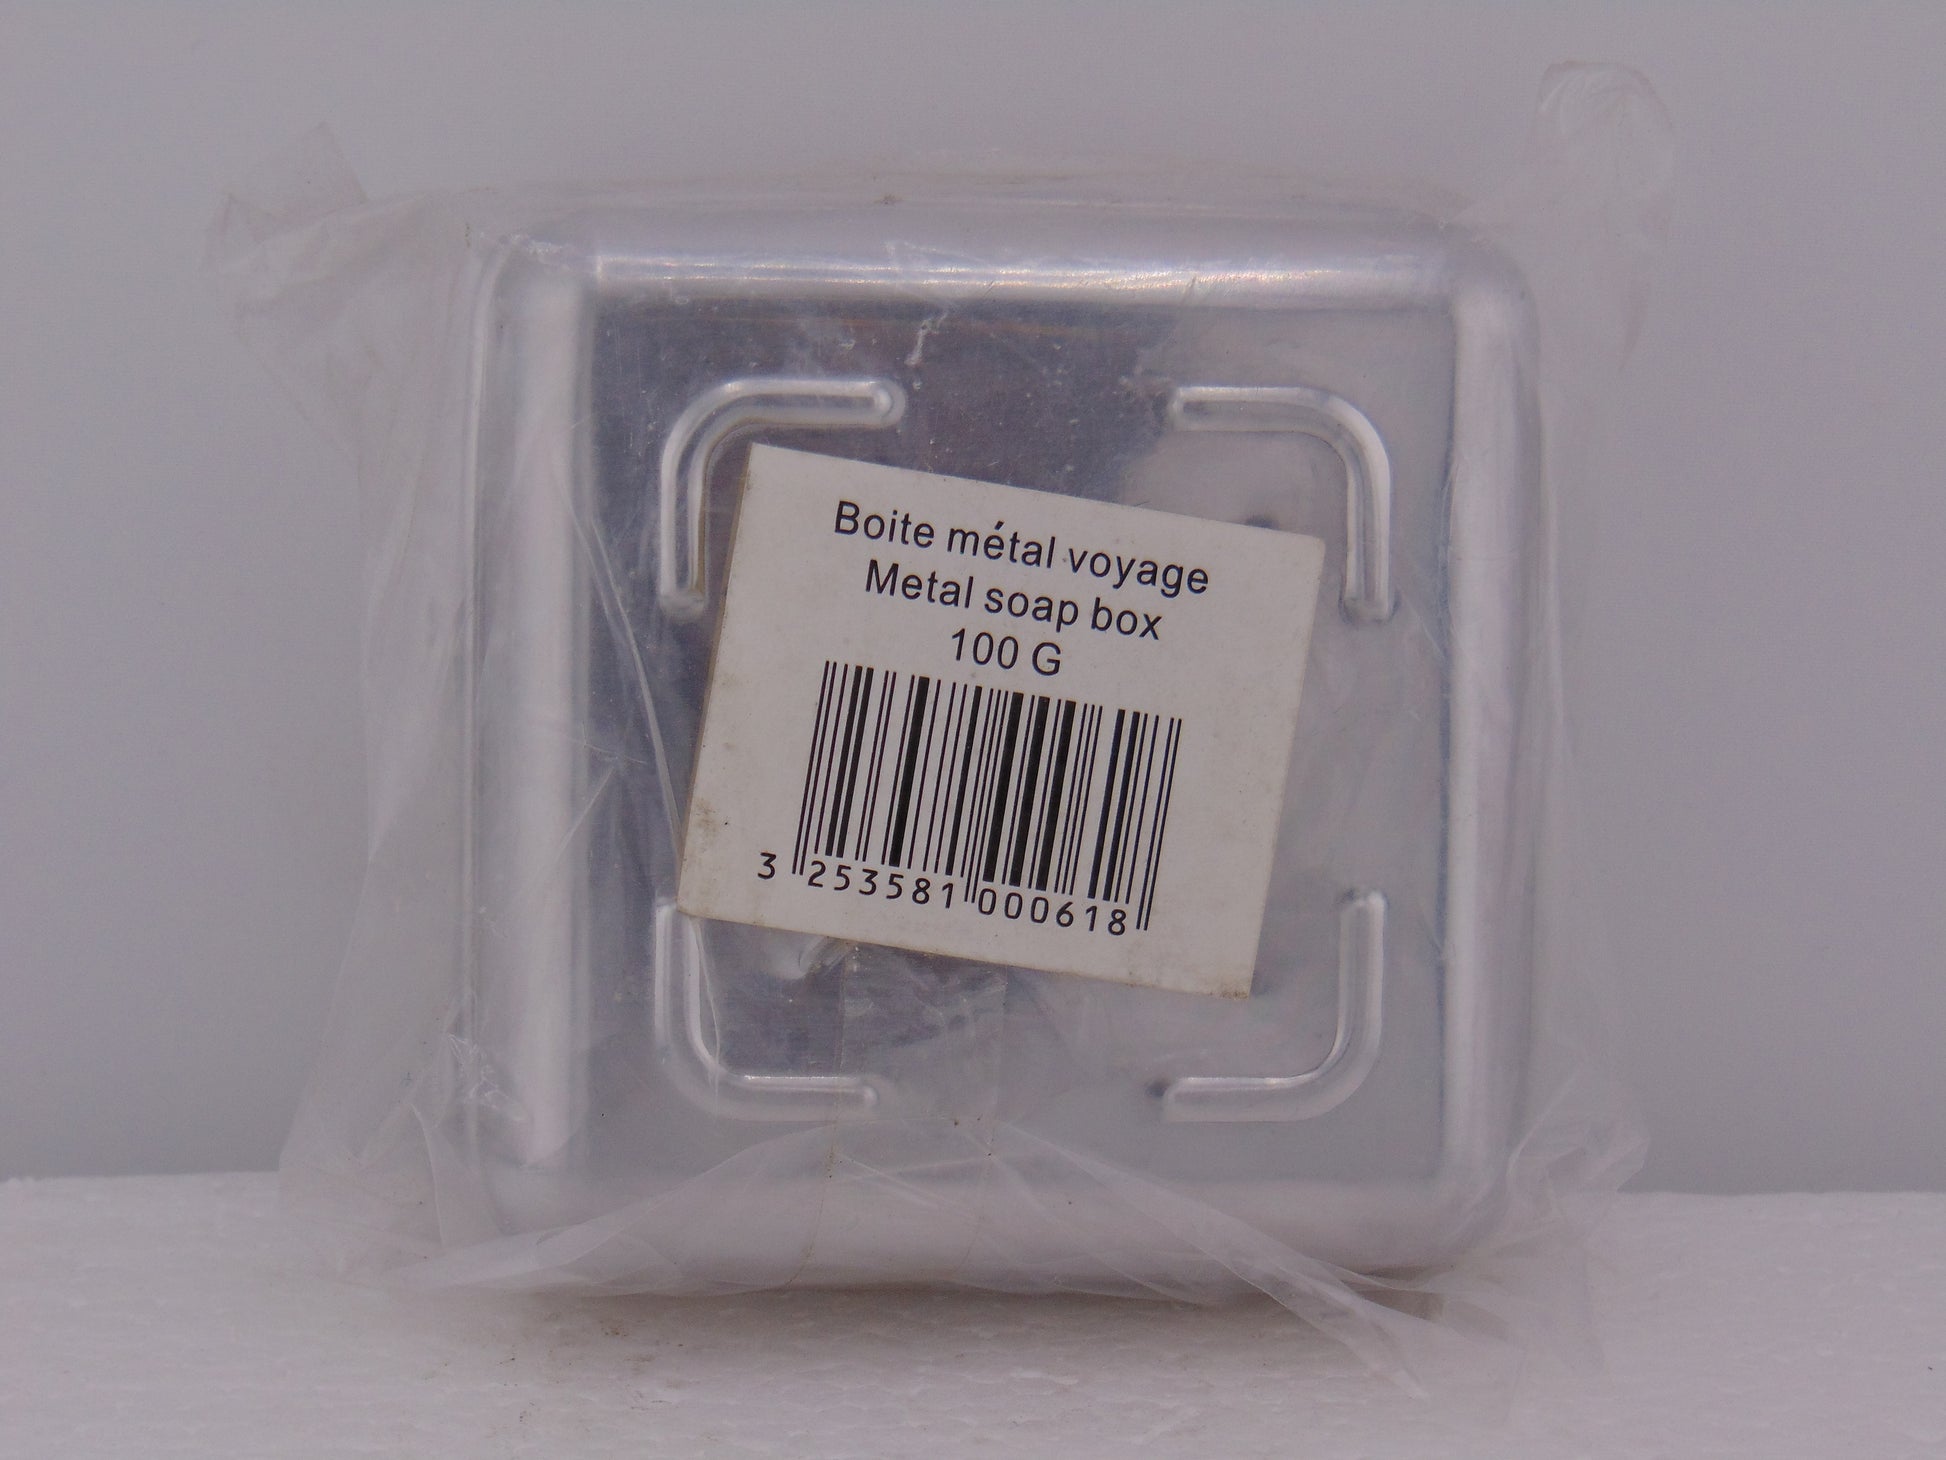 Boite métal voyage
Metal soap box
100 G
3 253581 000618